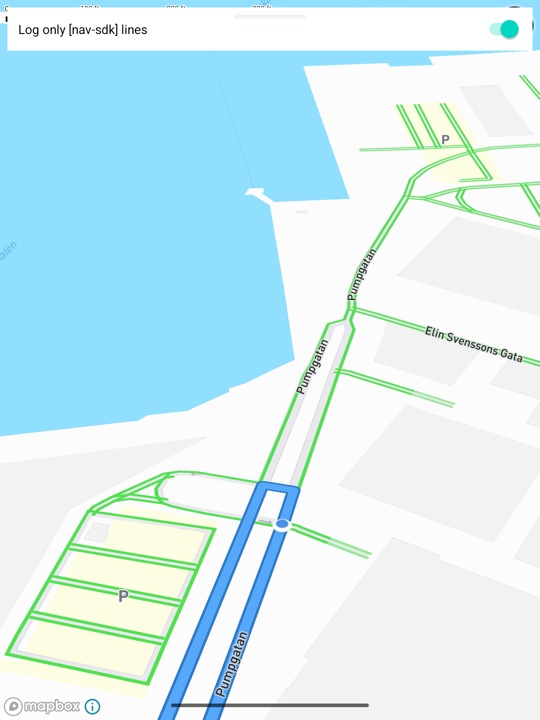 Log only [nav-sdk] lines
P
Pumpgatan
Elin Svenssons Gata
Pumpgatan
P
Pumpgatan
mapbox